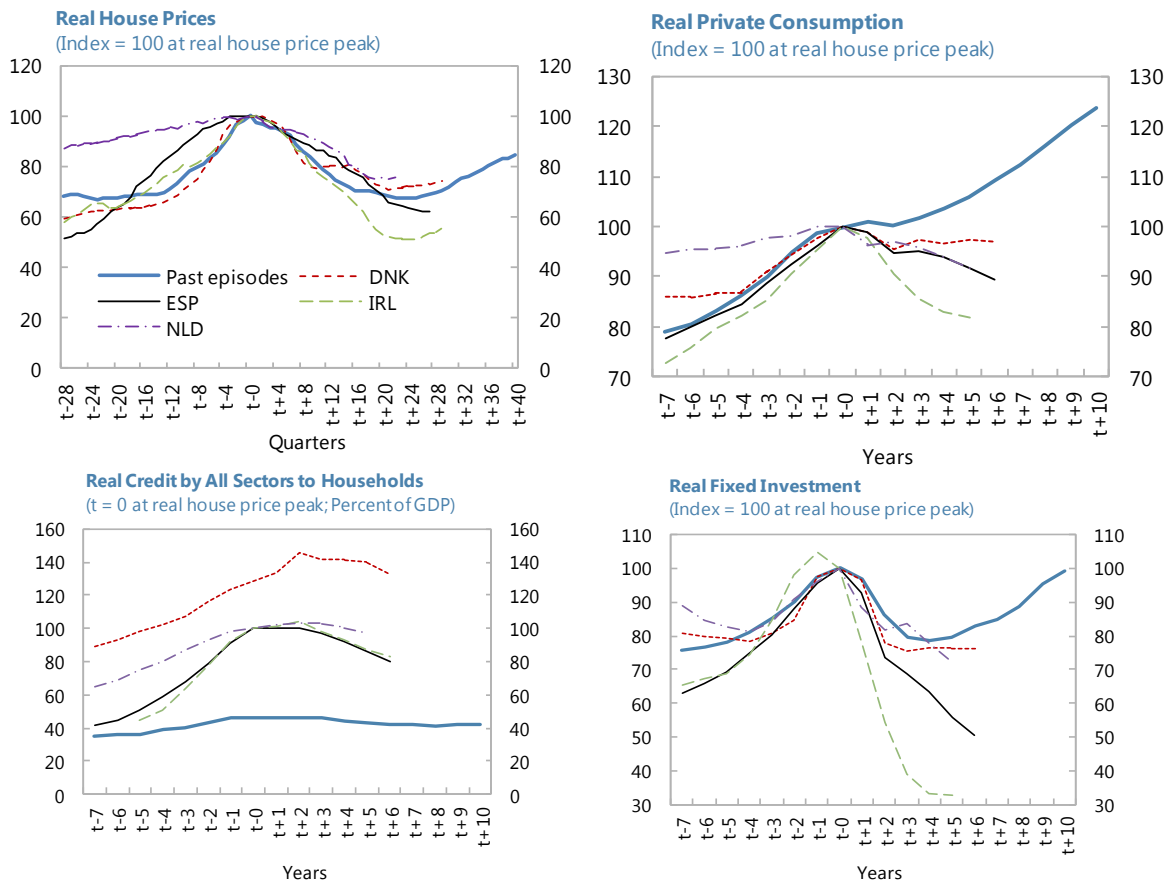 Real House Prices
(Index = 100 at real house price peak)
120 120
100 100
80 80
60 60
40 40
20 20
0 0
Past episodes
DNK
ESP
IRL
NLD
t-28 t-24 t-20 t-16 t-12 t-8 t-4 t-0 t+4 t+8 t+12 t+16 t+20 t+24 t+28 t+32 t+36 t+40
Quarters
Real Private Consumption
(Index = 100 at real house price peak)
130 130
120 120
110 110
100 100
90 90
80 80
70 70
t-7 t-6 t-5 t-4 t-3 t-2 t-1 t-0 t+1 t+2 t+3 t+4 t+5 t+6 t+7 t+8 t+9 t+10
Years
Real Credit by All Sectors to Households
(t = 0 at real house price peak; Percent of GDP)
160 160
140 140
120 120
100 100
80 80
60 60
40 40
20 20
0 0
t-7 t-6 t-5 t-4 t-3 t-2 t-1 t-0 t+1 t+2 t+3 t+4 t+5 t+6 t+7 t+8 t+9 t+10
Years
Real Fixed Investment
(Index = 100 at real house price peak)
110 110
100 100
90 90
80 80
70 70
60 60
50 50
40 40
30 30
t-7 t-6 t-5 t-4 t-3 t-2 t-1 t-0 t+1 t+2 t+3 t+4 t+5 t+6 t+7 t+8 t+9 t+10
Years